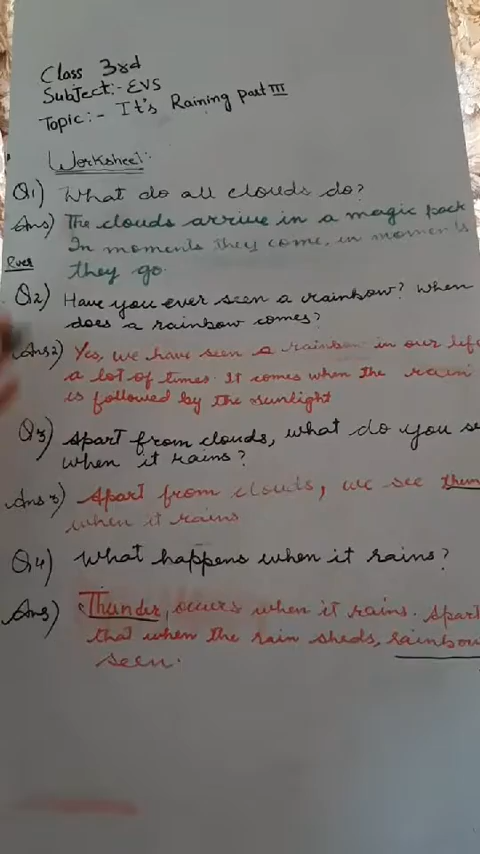 Class 3rd
Subject:- EVS
Topic:- It's Raining part III
Worksheet:-
Q1) What do all clouds do?
Ans) The clouds arrive in a magic pack
In moments they come, in moments
they go.
Q2) Have you ever seen a rainbow? When
does a rainbow comes?
Ans2) Yes, we have seen a rainbow in our life
a lot of times. It comes when the rain
is followed by the sunlight
Q3) Apart from clouds, what do you se
when it rains?
Ans3) Apart from clouds, we see thun
when it rains
Q4) What happens when it rains?
Ans) Thunder, occurs when it rains. Apart
that when the rain sheds, rainbow
seen.